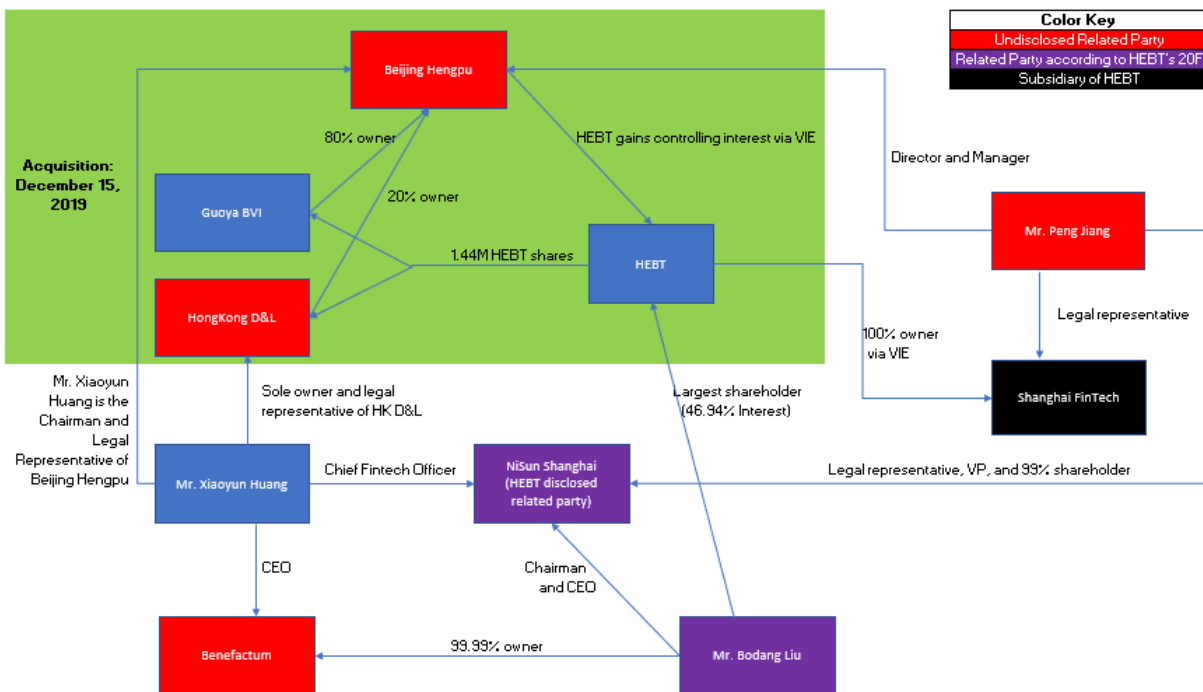 Color Key
Undisclosed Related Party
Related Party according to HEBT's 20F
Subsidiary of HEBT
Beijing Hengpu
80% owner
HEBT gains controlling interest via VIE
Director and Manager
Acquisition:
December 15,
2019
20% owner
Guoya BVI
Mr. Peng Jiang
1.44M HEBT shares
HEBT
HongKong D&L
Legal representative
100% owner
via VIE
Mr. Xiaoyun
Huang is the
Chairman and
Legal
Representative of
Beijing Hengpu
Sole owner and legal
representative of HK D&L
Largest shareholder
(46.94% Interest)
Shanghai FinTech
Mr. Xiaoyun Huang
Chief Fintech Officer
NiSun Shanghai
(HEBT disclosed
related party)
Legal representative, VP, and 99% shareholder
CEO
Chairman
and CEO
Benefactum
99.99% owner
Mr. Bodang Liu